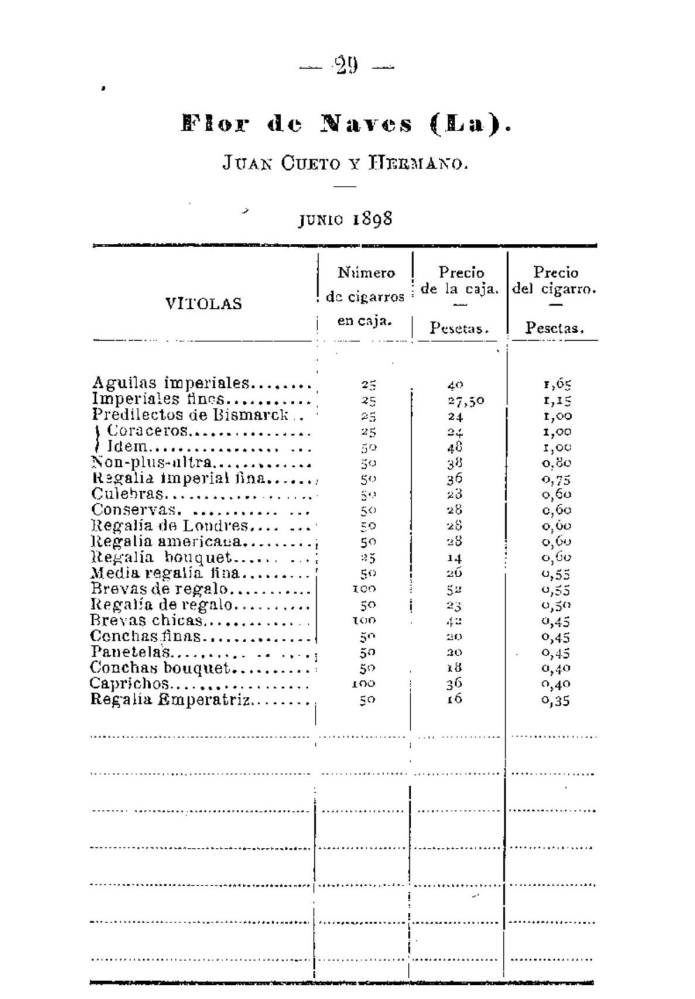 — 29 —
Flor de Naves (La).
JUAN CUETO Y HERMANO.
JUNIO 1898
VITOLAS
Número de cigarros en caja.
Precio de la caja. — Pesetas.
Precio del cigarro. — Pesetas.
Aguilas imperiales........ 25 40 1,65
Imperiales fines........... 25 27,50 1,15
Predilectos de Bismarck.. 25 24 1,00
Coraceros................ 25 24 1,00
Idem................. ... 50 48 1,00
Non-plus-ultra............ 50 38 0,80
Regalia imperial fina...... 50 36 0,75
Culebras.................. 50 28 0,60
Conservas. ........... ... 50 28 0,60
Regalía de Londres.... ... 50 28 0,60
Regalia americana......... 50 28 0,60
Regalia bouquet...... ... 25 14 0,60
Media regalia fina......... 50 26 0,55
Brevas de regalo........... 100 52 0,55
Regalía de regalo.......... 50 23 0,50
Brevas chicas.............. 100 42 0,45
Conchas finas.............. 50 20 0,45
Panetelas.......... .. .... 50 20 0,45
Conchas bouquet.......... 50 18 0,40
Caprichos.................. 100 36 0,40
Regalia Emperatriz........ 50 16 0,35